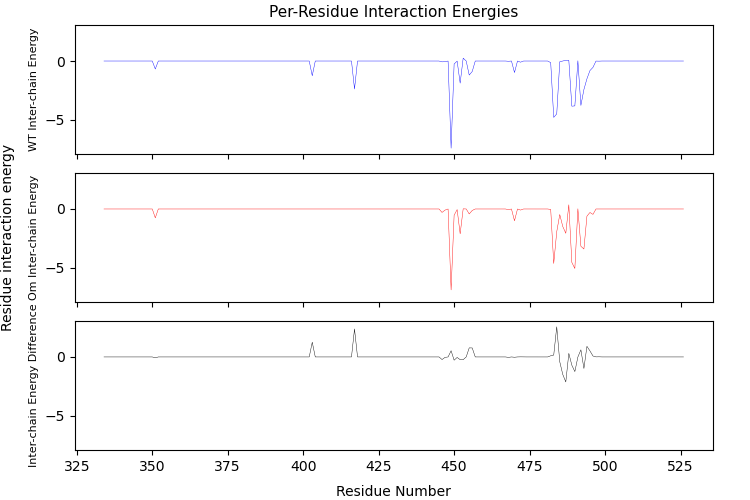 Per-Residue Interaction Energies
Residue interaction energy
WT Inter-chain Energy
0
−5
Om Inter-chain Energy
0
−5
Inter-chain Energy Difference
0
−5
325
350
375
400
425
450
475
500
525
Residue Number